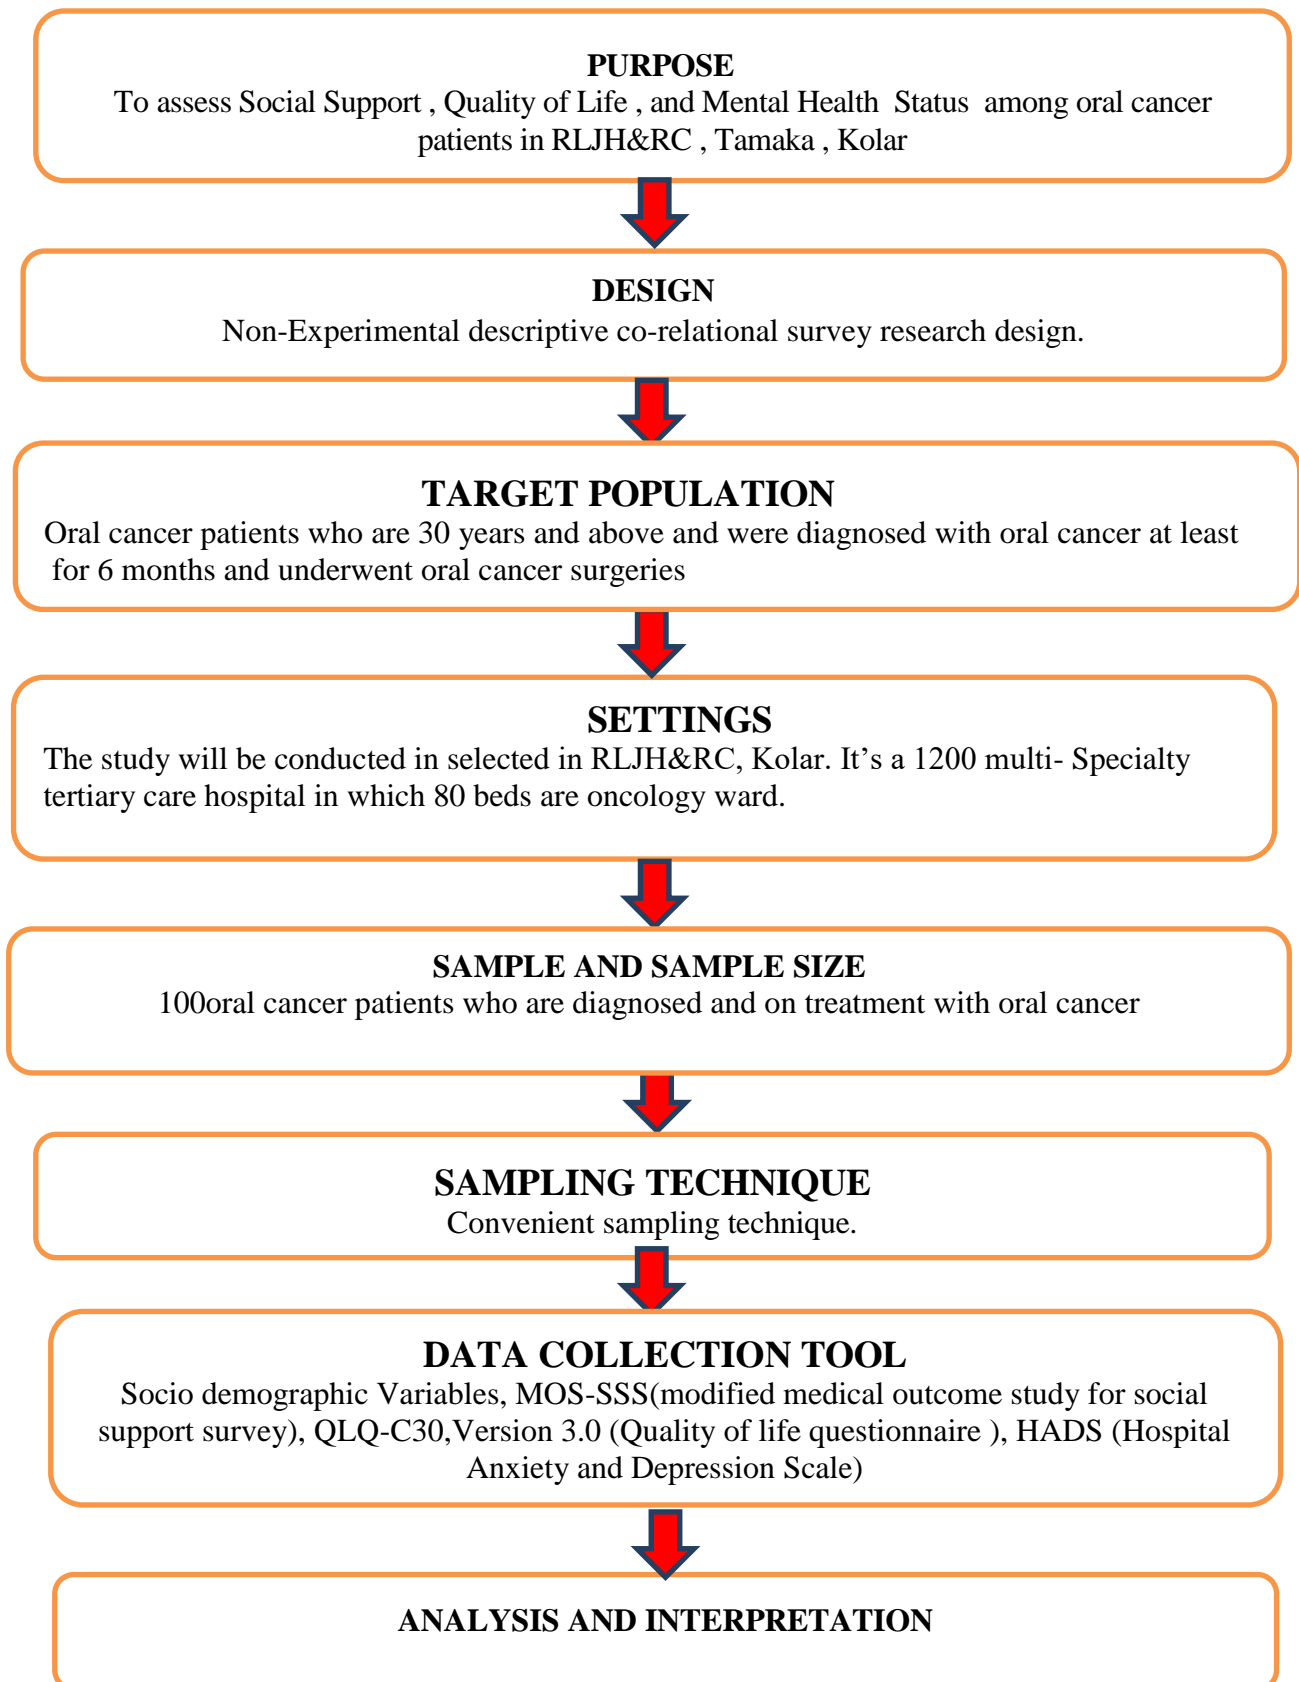 PURPOSE
To assess Social Support , Quality of Life , and Mental Health Status among oral cancer
patients in RLJH&RC , Tamaka , Kolar
DESIGN
Non-Experimental descriptive co-relational survey research design.
TARGET POPULATION
Oral cancer patients who are 30 years and above and were diagnosed with oral cancer at least
for 6 months and underwent oral cancer surgeries
SETTINGS
The study will be conducted in selected in RLJH&RC, Kolar. It’s a 1200 multi- Specialty
tertiary care hospital in which 80 beds are oncology ward.
SAMPLE AND SAMPLE SIZE
100oral cancer patients who are diagnosed and on treatment with oral cancer
SAMPLING TECHNIQUE
Convenient sampling technique.
DATA COLLECTION TOOL
Socio demographic Variables, MOS-SSS(modified medical outcome study for social
support survey), QLQ-C30,Version 3.0 (Quality of life questionnaire ), HADS (Hospital
Anxiety and Depression Scale)
ANALYSIS AND INTERPRETATION